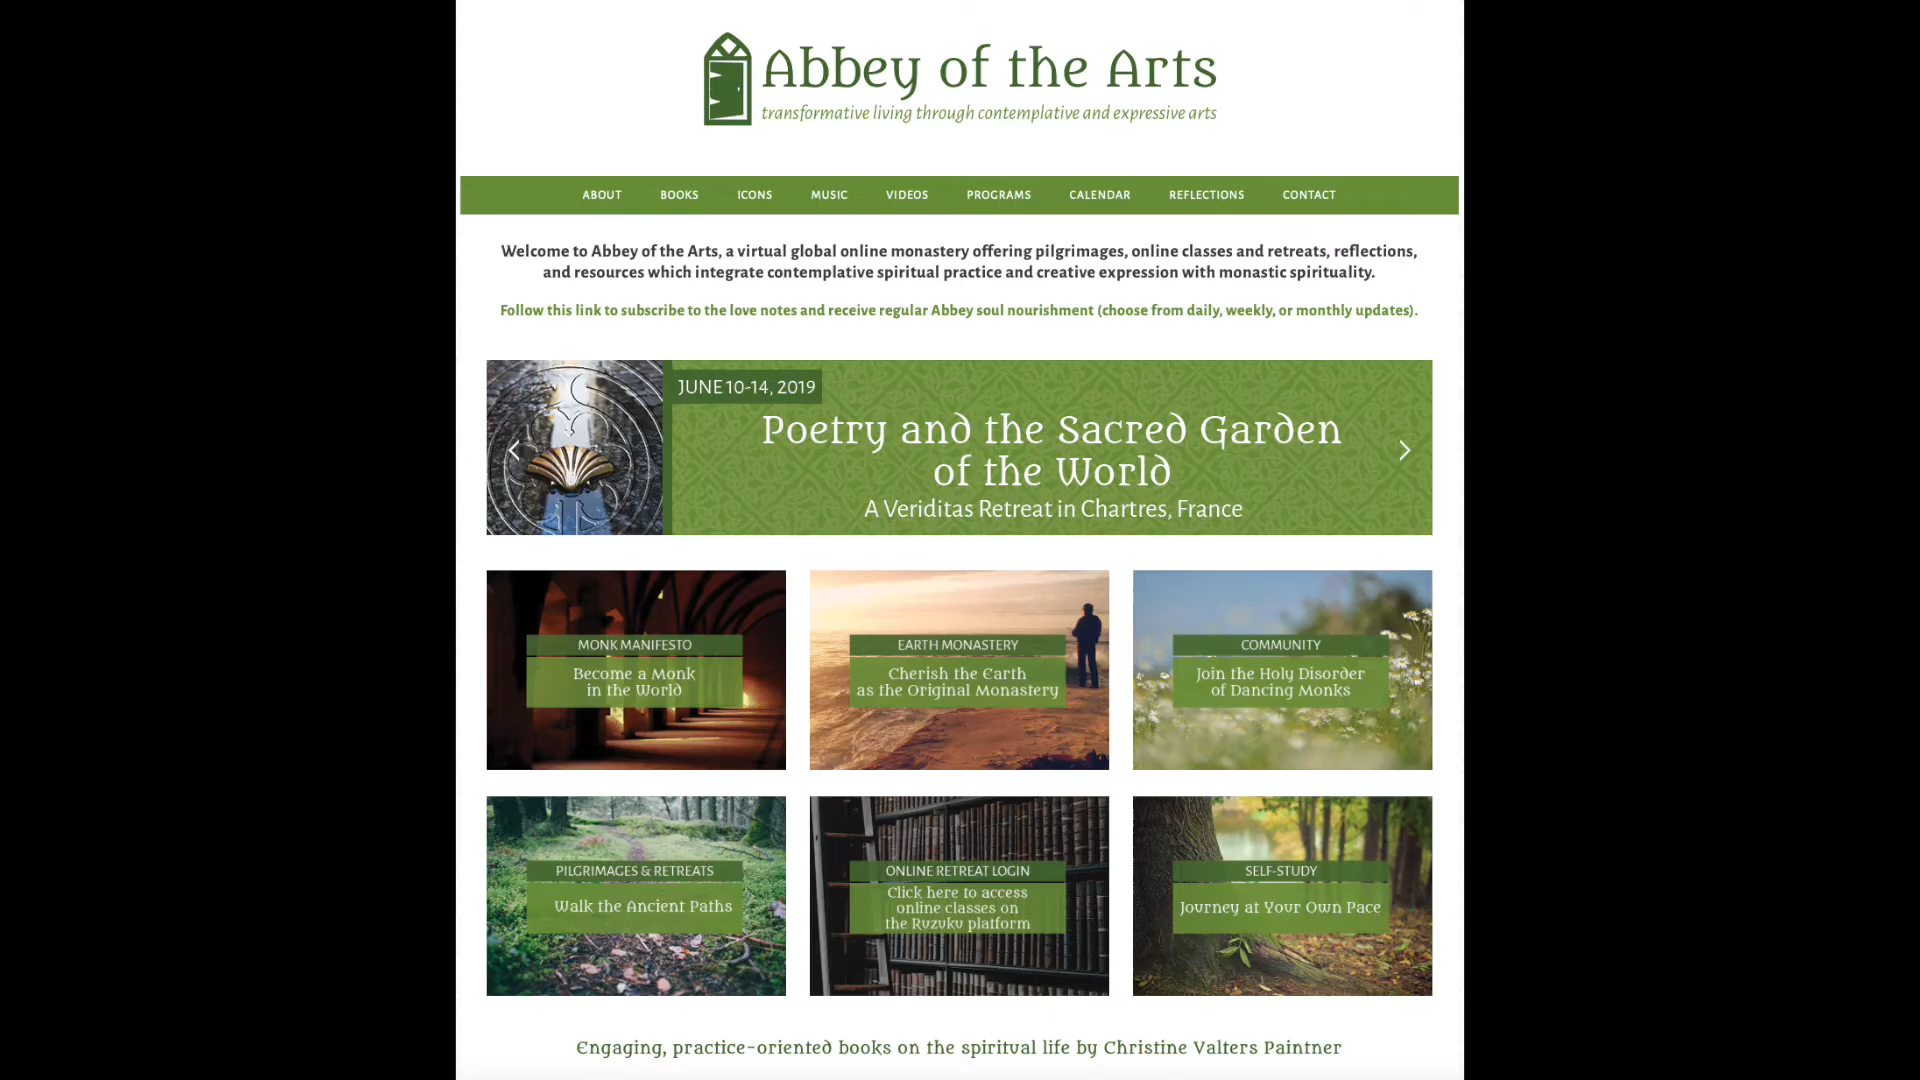 Abbey of the Arts
transformative living through contemplative and expressive arts
ABOUT BOOKS ICONS MUSIC VIDEOS PROGRAMS CALENDAR REFLECTIONS CONTACT
Welcome to Abbey of the Arts, a virtual global online monastery offering pilgrimages, online classes and retreats, reflections,
and resources which integrate contemplative spiritual practice and creative expression with monastic spirituality.
Follow this link to subscribe to the love notes and receive regular Abbey soul nourishment (choose from daily, weekly, or monthly updates).
JUNE 10-14, 2019
Poetry and the Sacred Garden
of the World
A Veriditas Retreat in Chartres, France
MONK MANIFESTO
Become a Monk
in the World
EARTH MONASTERY
Cherish the Earth
as the Original Monastery
COMMUNITY
Join the Holy Disorder
of Dancing Monks
PILGRIMAGES & RETREATS
Walk the Ancient Paths
ONLINE RETREAT LOGIN
Click here to access
online classes on
the Ruzuku platform
SELF-STUDY
Journey at Your Own Pace
Engaging, practice-oriented books on the spiritual life by Christine Valters Paintner